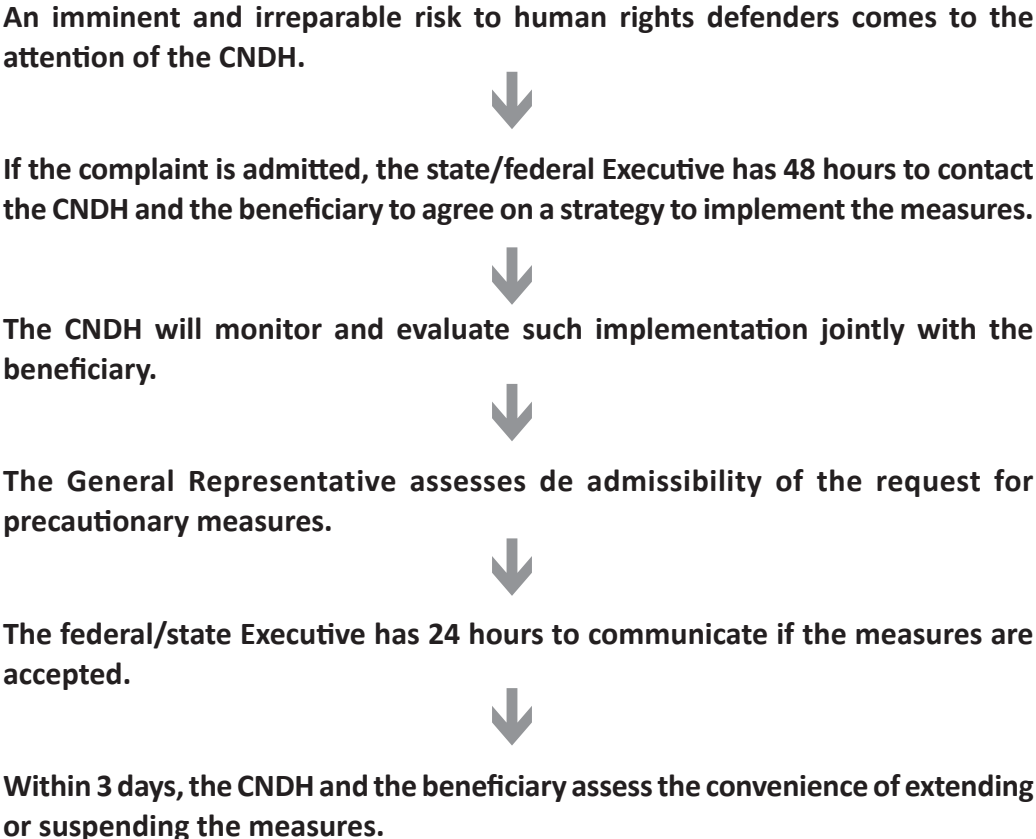 An imminent and irreparable risk to human rights defenders comes to the
attention of the CNDH.
If the complaint is admitted, the state/federal Executive has 48 hours to contact
the CNDH and the beneficiary to agree on a strategy to implement the measures.
The CNDH will monitor and evaluate such implementation jointly with the
beneficiary.
The General Representative assesses de admissibility of the request for
precautionary measures.
The federal/state Executive has 24 hours to communicate if the measures are
accepted.
Within 3 days, the CNDH and the beneficiary assess the convenience of extending
or suspending the measures.